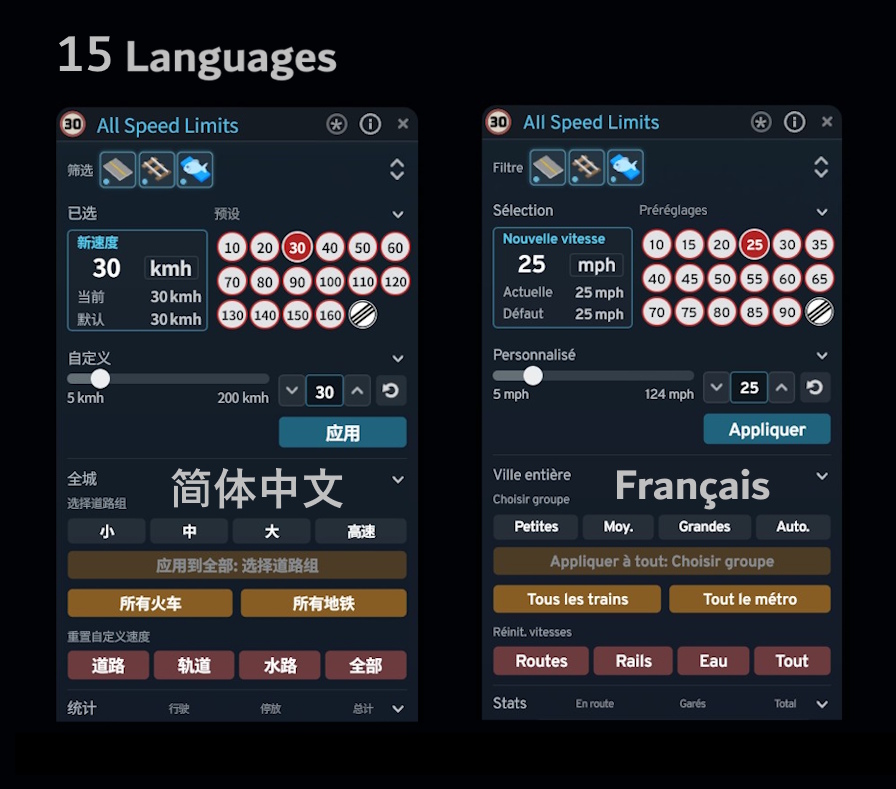 15 Languages
30 All Speed Limits
筛选
已选 预设
新速度
30 kmh
当前 30 kmh
默认 30 kmh
10 20 30 40 50 60
70 80 90 100 110 120
130 140 150 160
自定义
5 kmh 200 kmh 30
应用
全城
简体中文
选择道路组
小 中 大 高速
应用到全部: 选择道路组
所有火车 所有地铁
重置自定义速度
道路 轨道 水路 全部
统计 行驶 停放 总计
30 All Speed Limits
Filtre
Sélection Préréglages
Nouvelle vitesse
25 mph
Actuelle 25 mph
Défaut 25 mph
10 15 20 25 30 35
40 45 50 55 60 65
70 75 80 85 90
Personnalisé
5 mph 124 mph 25
Appliquer
Ville entière
Français
Choisir groupe
Petites Moy. Grandes Auto.
Appliquer à tout: Choisir groupe
Tous les trains Tout le métro
Réinit. vitesses
Routes Rails Eau Tout
Stats En route Garés Total